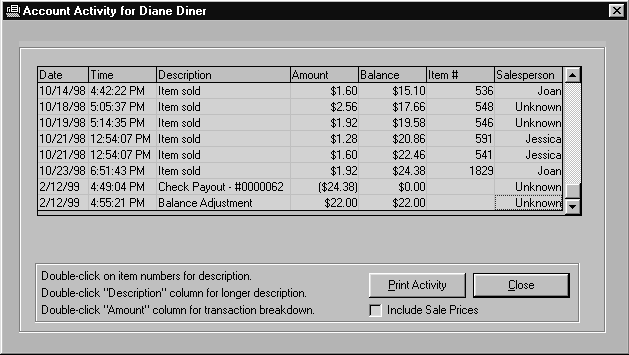 Account Activity for Diane Diner
Date Time Description Amount Balance Item # Salesperson
10/14/98 4:42:22 PM Item sold $1.60 $15.10 536 Joan
10/18/98 5:05:37 PM Item sold $2.56 $17.66 548 Unknown
10/19/98 5:14:35 PM Item sold $1.92 $19.58 546 Unknown
10/21/98 12:54:07 PM Item sold $1.28 $20.86 591 Jessica
10/21/98 12:54:07 PM Item sold $1.60 $22.46 541 Jessica
10/23/98 6:51:43 PM Item sold $1.92 $24.38 1829 Joan
2/12/99 4:49:04 PM Check Payout - #0000062 ($24.38) $0.00 Unknown
2/12/99 4:55:21 PM Balance Adjustment $22.00 $22.00 Unknown
Double-click on item numbers for description.
Double-click "Description" column for longer description.
Double-click "Amount" column for transaction breakdown.
Print Activity
Close
Include Sale Prices